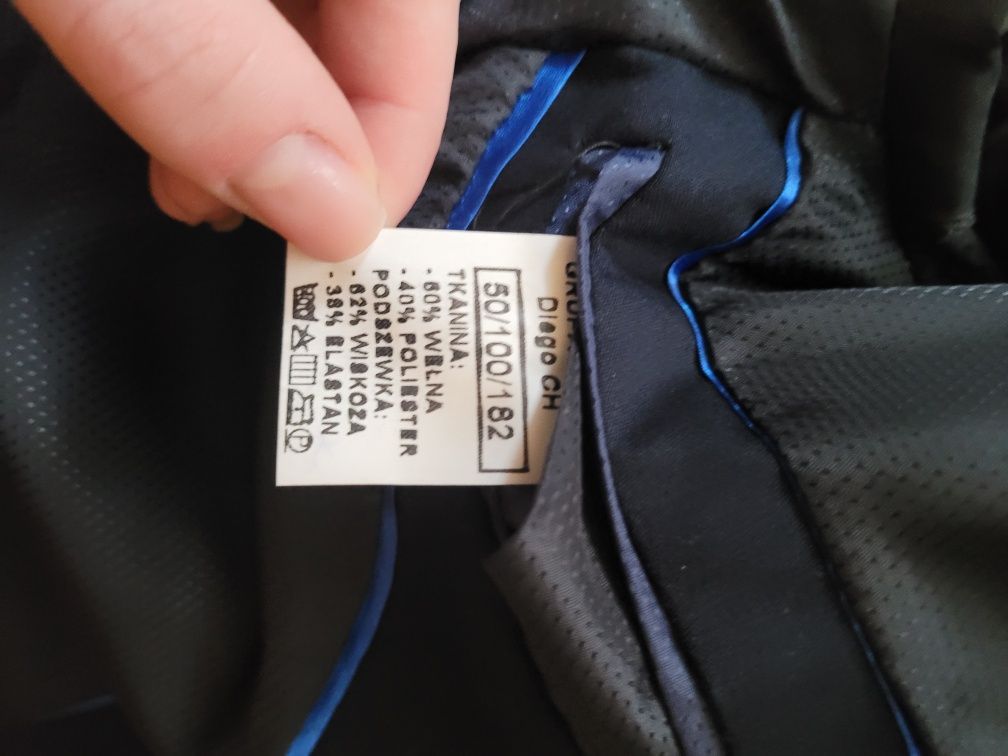 Diego CH
50/100/182
TKANINA:
- 60% WEŁNA
- 40% POLIESTER
PODSZEWKA:
- 62% WISKOZA
- 38% ELASTAN